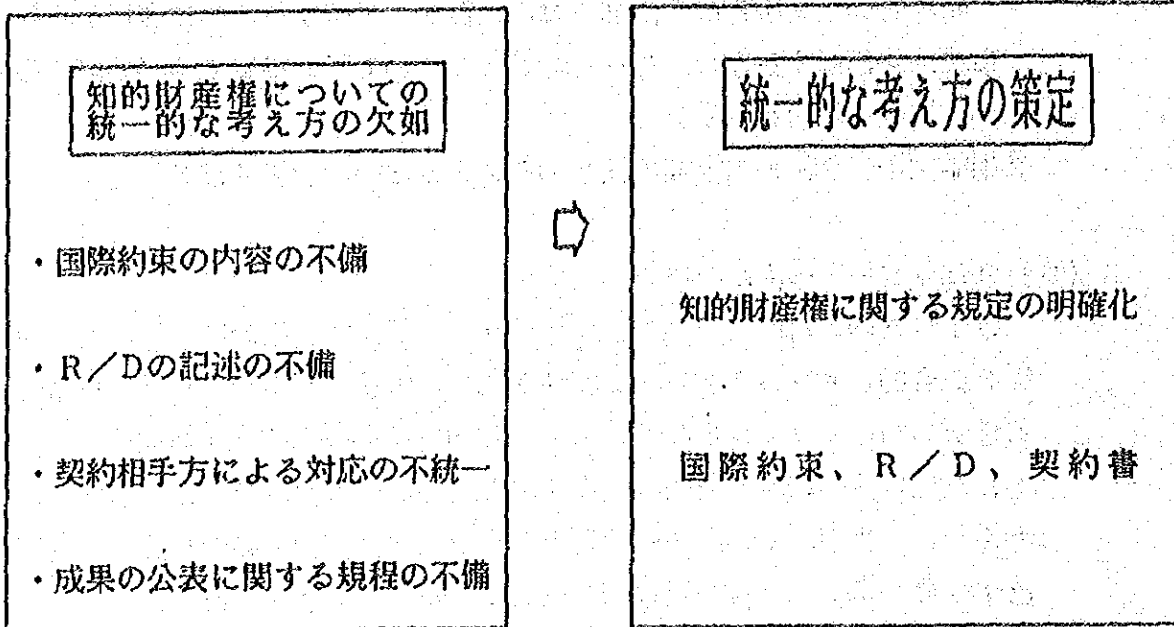 知的財産権についての
統一的な考え方の欠如
・国際約束の内容の不備
・R/Dの記述の不備
・契約相手方による対応の不統一
・成果の公表に関する規程の不備
統一的な考え方の策定
知的財産権に関する規定の明確化
国際約束、R/D、契約書